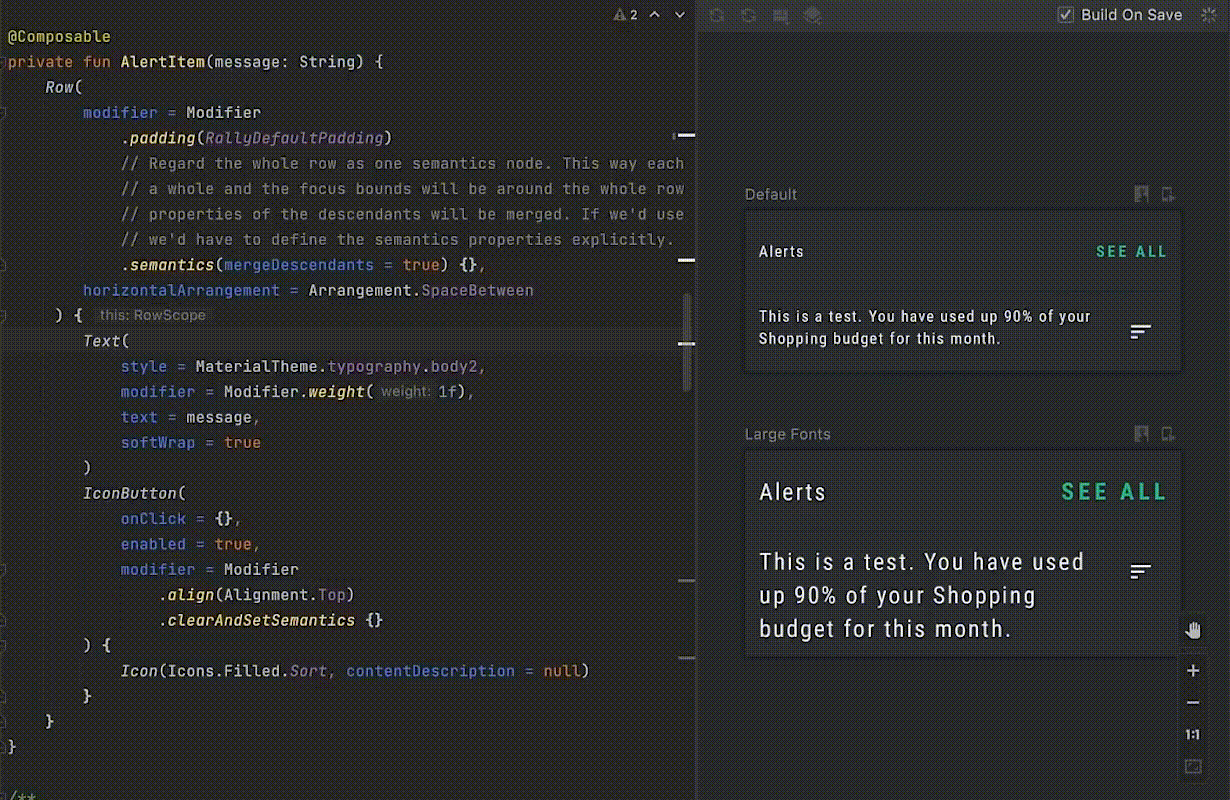 2
@Composable
private fun AlertItem(message: String) {
Row(
modifier = Modifier
.padding(RallyDefaultPadding)
// Regard the whole row as one semantics node. This way each
// a whole and the focus bounds will be around the whole row
// properties of the descendants will be merged. If we'd use
// we'd have to define the semantics properties explicitly.
.semantics(mergeDescendants = true) {},
horizontalArrangement = Arrangement.SpaceBetween
) { this: RowScope
Text(
style = MaterialTheme.typography.body2,
modifier = Modifier.weight( weight: 1f),
text = message,
softWrap = true
)
IconButton(
onClick = {},
enabled = true,
modifier = Modifier
.align(Alignment.Top)
.clearAndSetSemantics {}
) {
Icon(Icons.Filled.Sort, contentDescription = null)
}
}
}
/**
Build On Save
Default
Alerts SEE ALL
This is a test. You have used up 90% of your
Shopping budget for this month.
Large Fonts
Alerts SEE ALL
This is a test. You have used
up 90% of your Shopping
budget for this month.
1:1